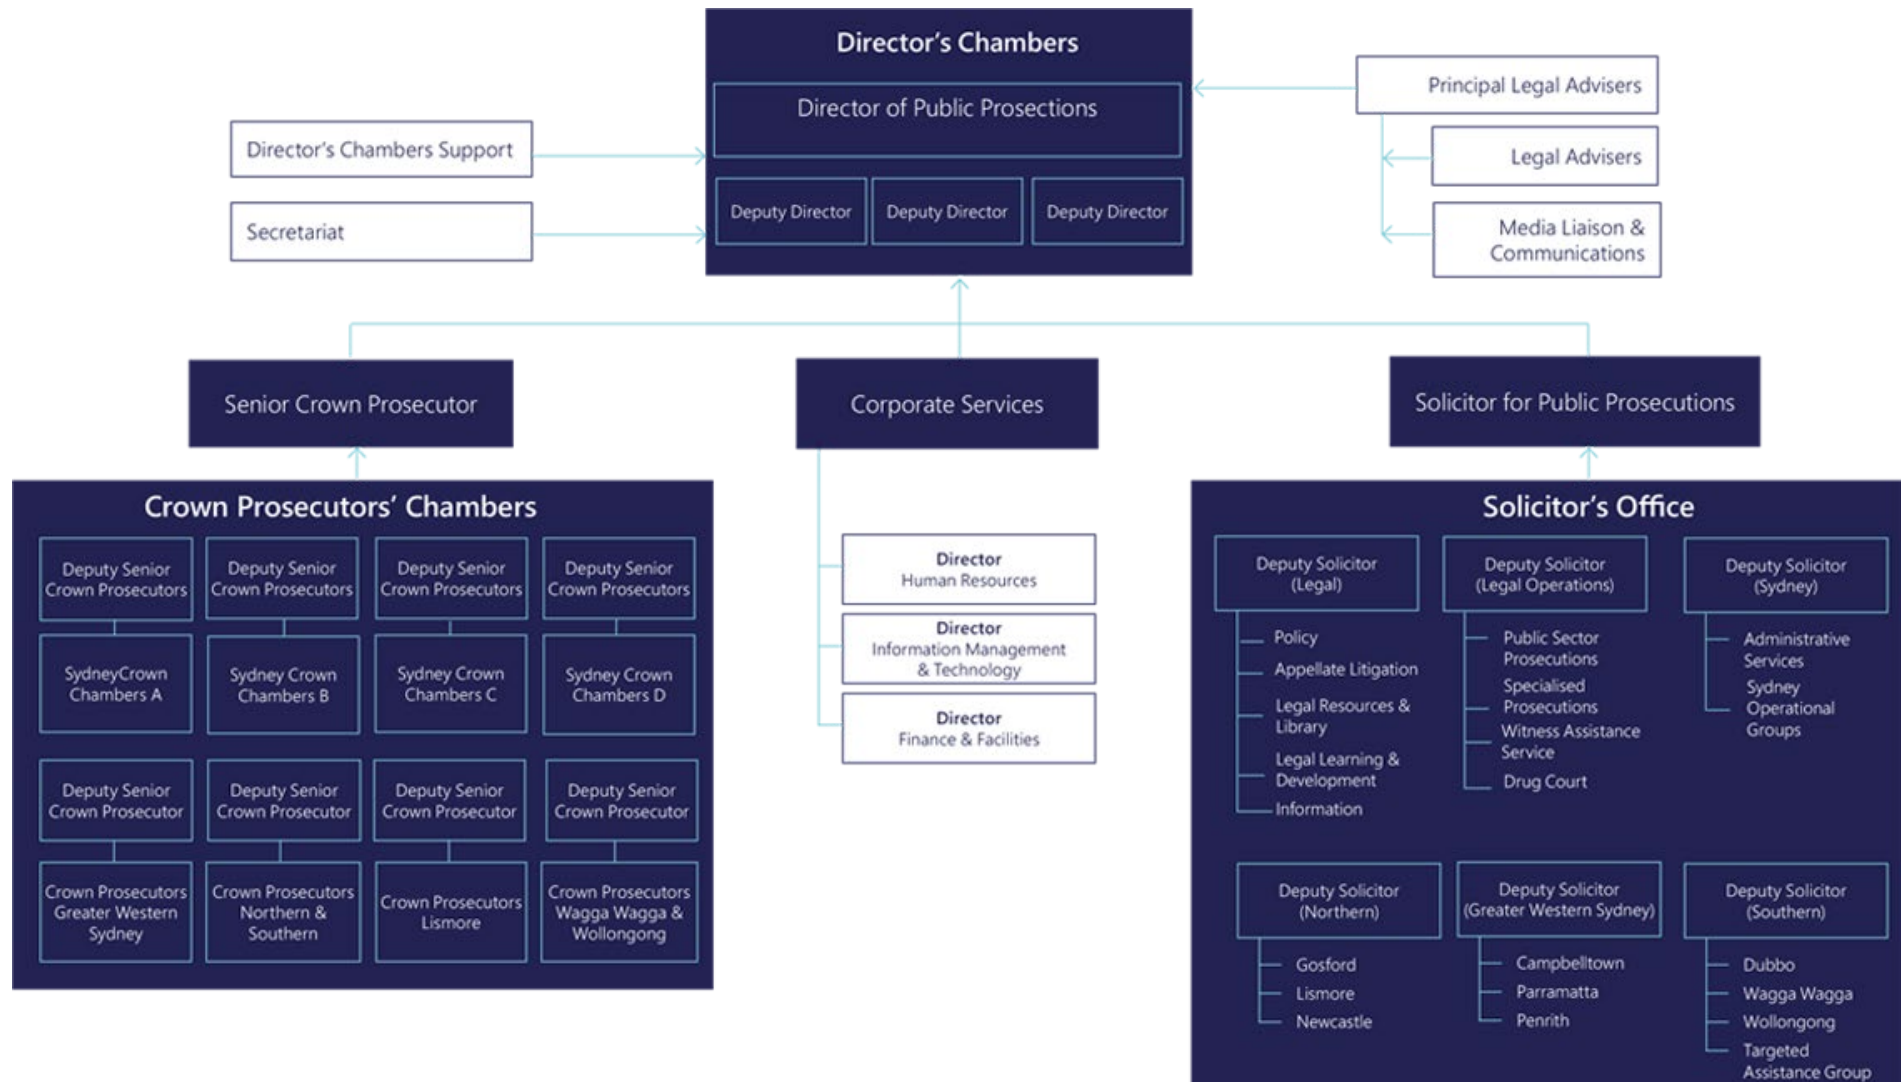 Director's Chambers
Director of Public Prosections
Deputy Director
Deputy Director
Deputy Director
Director's Chambers Support
Secretariat
Principal Legal Advisers
Legal Advisers
Media Liaison &
Communications
Senior Crown Prosecutor
Corporate Services
Solicitor for Public Prosecutions
Crown Prosecutors' Chambers
Deputy Senior
Crown Prosecutors
Deputy Senior
Crown Prosecutors
Deputy Senior
Crown Prosecutors
Deputy Senior
Crown Prosecutors
SydneyCrown
Chambers A
Sydney Crown
Chambers B
Sydney Crown
Chambers C
Sydney Crown
Chambers D
Deputy Senior
Crown Prosecutor
Deputy Senior
Crown Prosecutor
Deputy Senior
Crown Prosecutor
Deputy Senior
Crown Prosecutor
Crown Prosecutors
Greater Western
Sydney
Crown Prosecutors
Northern &
Southern
Crown Prosecutors
Lismore
Crown Prosecutors
Wagga Wagga &
Wollongong
Director
Human Resources
Director
Information Management
& Technology
Director
Finance & Facilities
Solicitor's Office
Deputy Solicitor
(Legal)
Policy
Appellate Litigation
Legal Resources &
Library
Legal Learning &
Development
Information
Deputy Solicitor
(Legal Operations)
Public Sector
Prosecutions
Specialised
Prosecutions
Witness Assistance
Service
Drug Court
Deputy Solicitor
(Sydney)
Administrative
Services
Sydney
Operational
Groups
Deputy Solicitor
(Northern)
Gosford
Lismore
Newcastle
Deputy Solicitor
(Greater Western Sydney)
Campbelltown
Parramatta
Penrith
Deputy Solicitor
(Southern)
Dubbo
Wagga Wagga
Wollongong
Targeted
Assistance Group